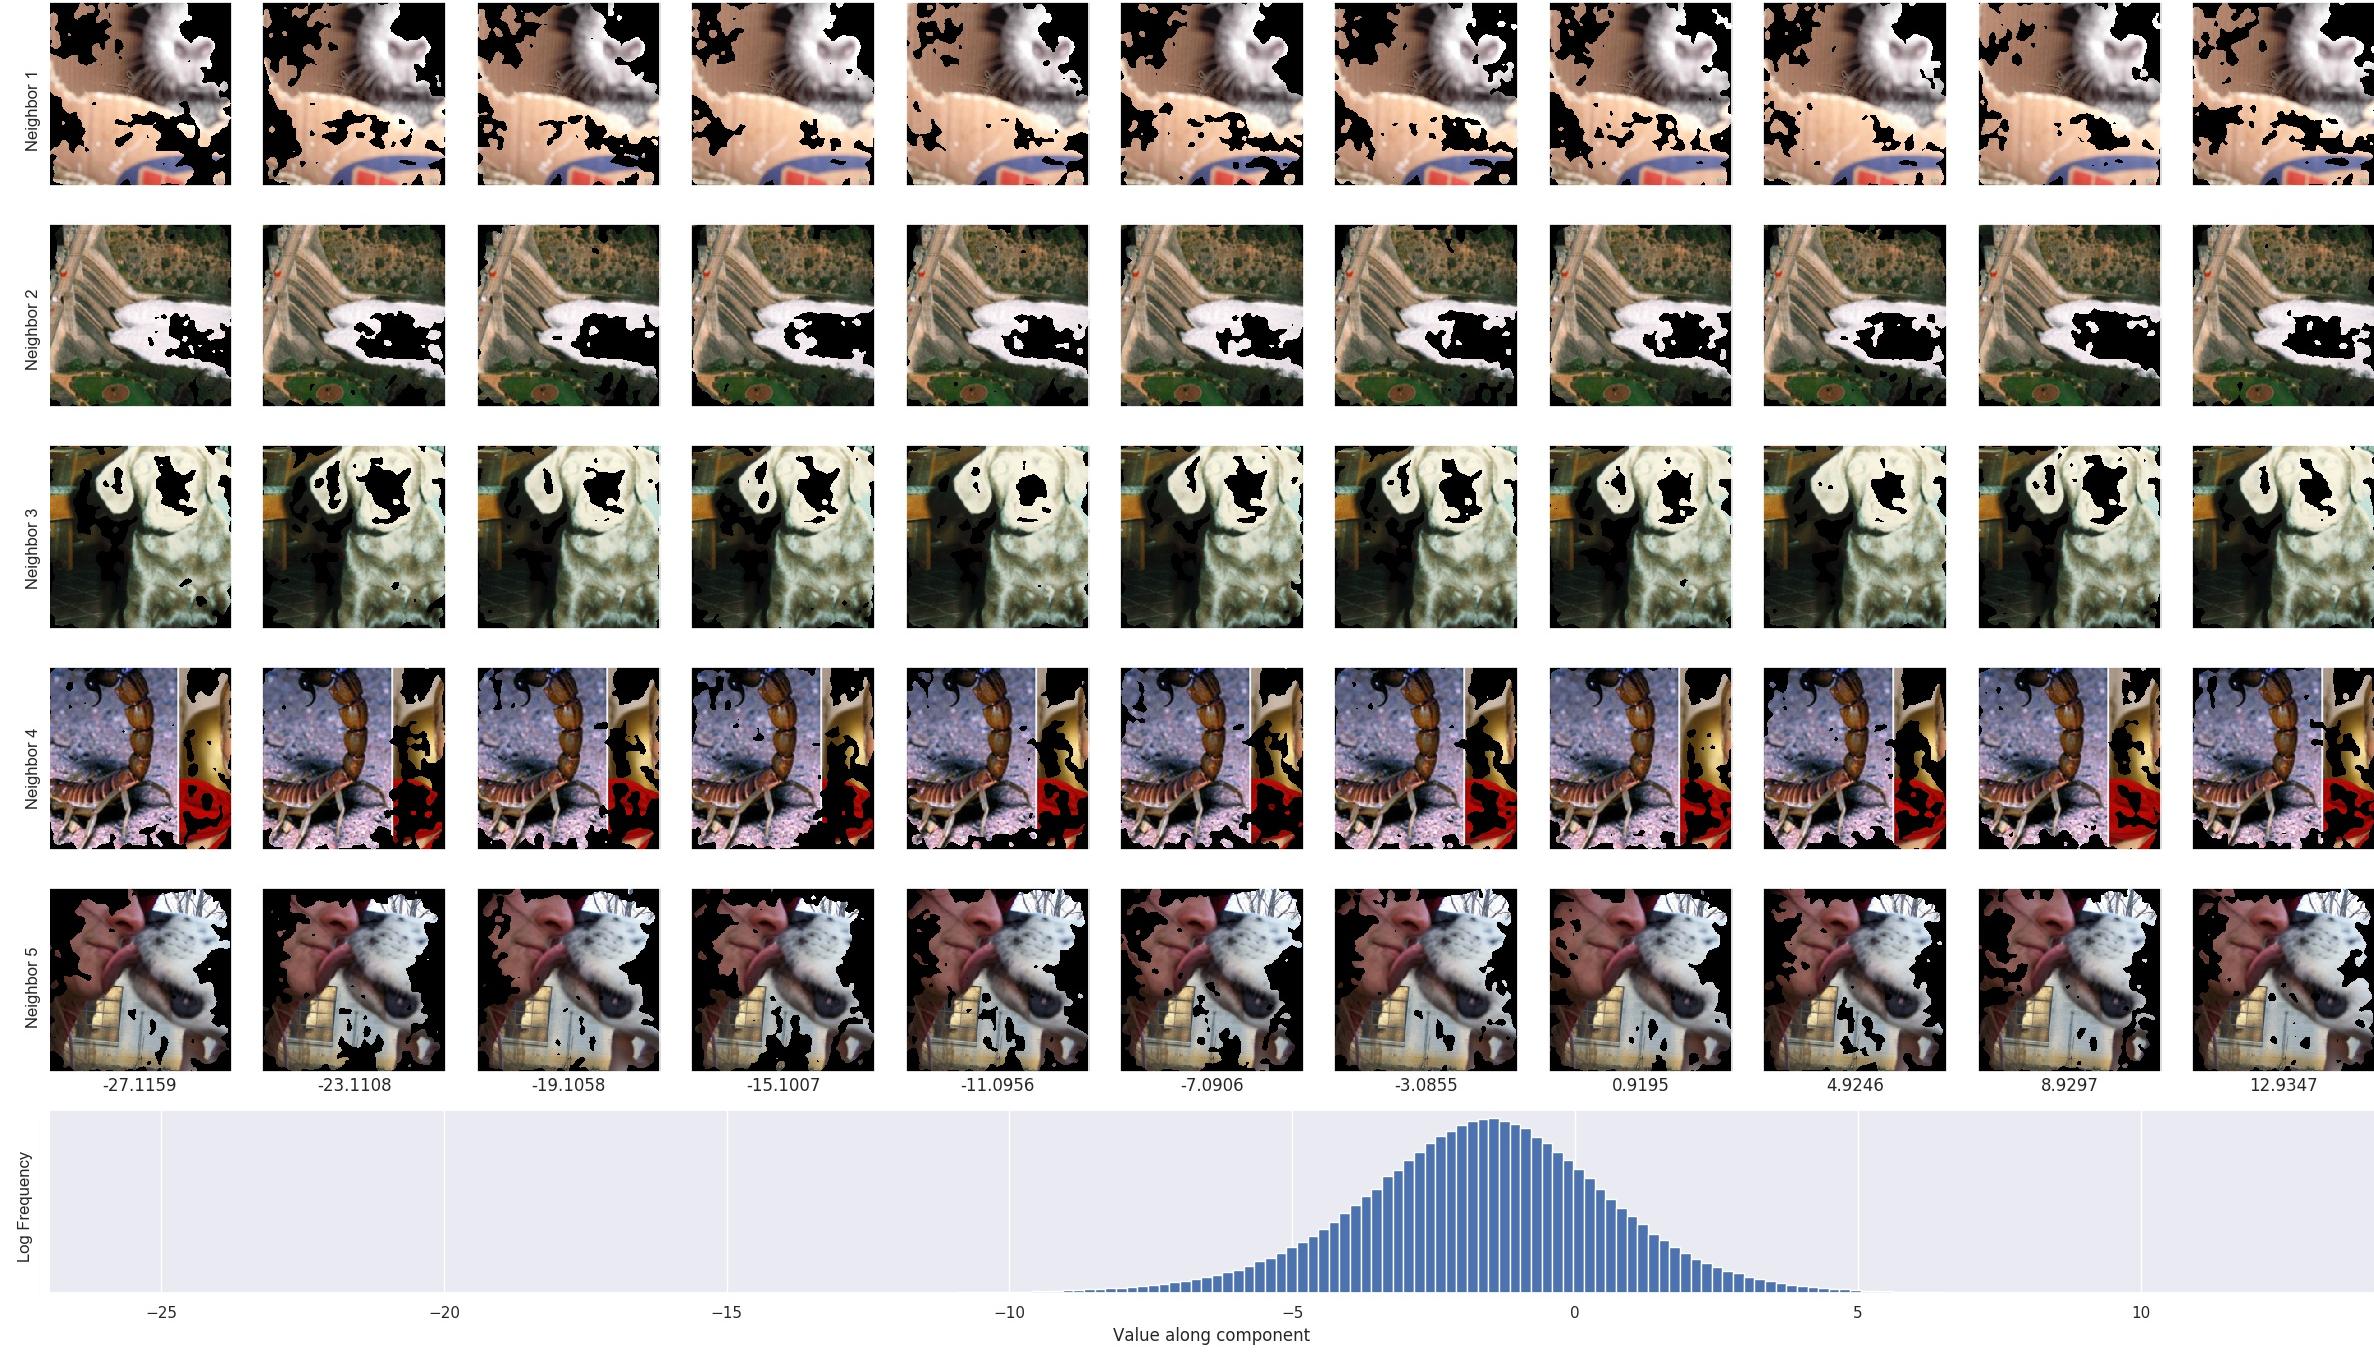 Neighbor 1
Neighbor 2
Neighbor 3
Neighbor 4
Neighbor 5
-27.1159 -23.1108 -19.1058 -15.1007 -11.0956 -7.0906 -3.0855 0.9195 4.9246 8.9297 12.9347
Log Frequency
−25 −20 −15 −10 −5 0 5 10
Value along component